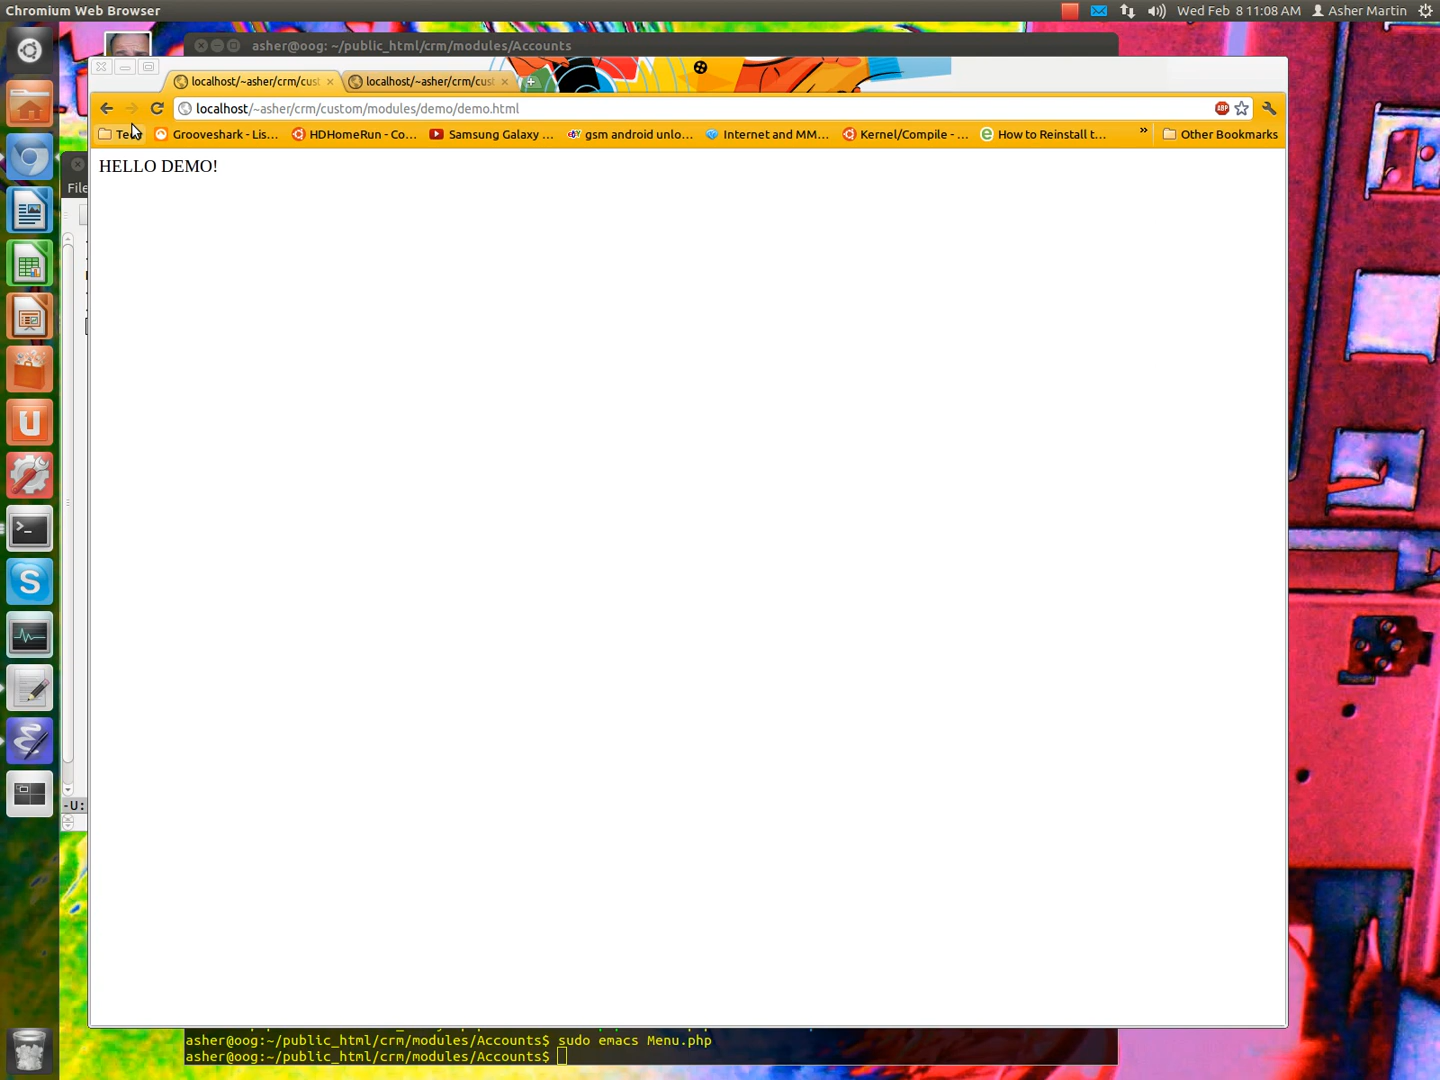 Chromium Web Browser
Wed Feb 8 11:08 AM Asher Martin
asher@oog: ~/public_html/crm/modules/Accounts
localhost/~asher/crm/cust
localhost/~asher/crm/cust
localhost/~asher/crm/custom/modules/demo/demo.html
ABP
Grooveshark - Lis...
HDHomeRun - Co...
Samsung Galaxy ...
gsm android unlo...
Internet and MM...
Kernel/Compile - ...
How to Reinstall t...
»
Other Bookmarks
HELLO DEMO!
File
-U:
asher@oog:~/public_html/crm/modules/Accounts$ sudo emacs Menu.php
asher@oog:~/public_html/crm/modules/Accounts$